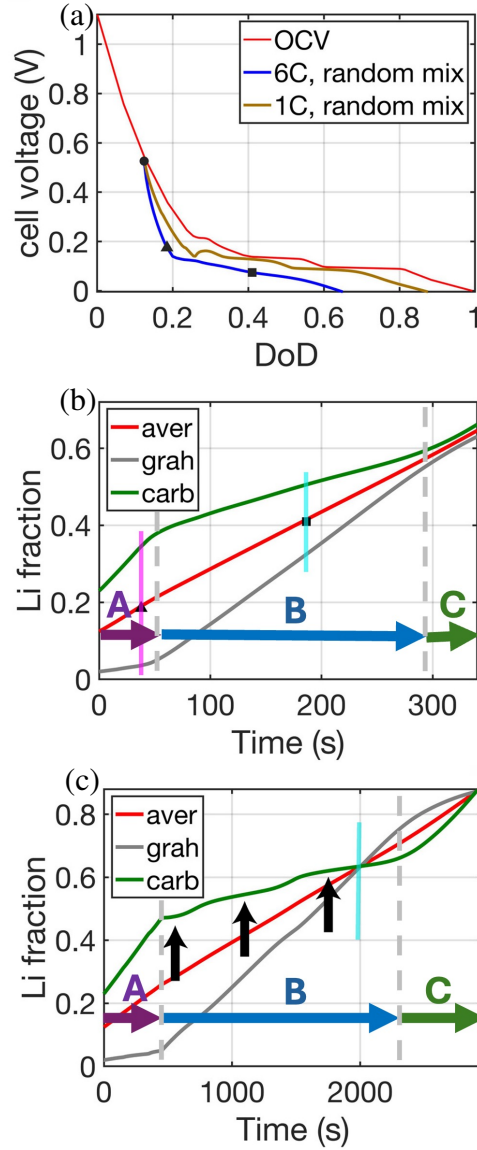 (a)
OCV
6C, random mix
1C, random mix
cell voltage (V)
1
0.8
0.6
0.4
0.2
0
0 0.2 0.4 0.6 0.8 1
DoD
(b)
aver
grah
carb
Li fraction
0.6
0.4
0.2
0
A B C
0 100 200 300
Time (s)
(c)
aver
grah
carb
Li fraction
0.8
0.6
0.4
0.2
0
A B C
0 1000 2000
Time (s)